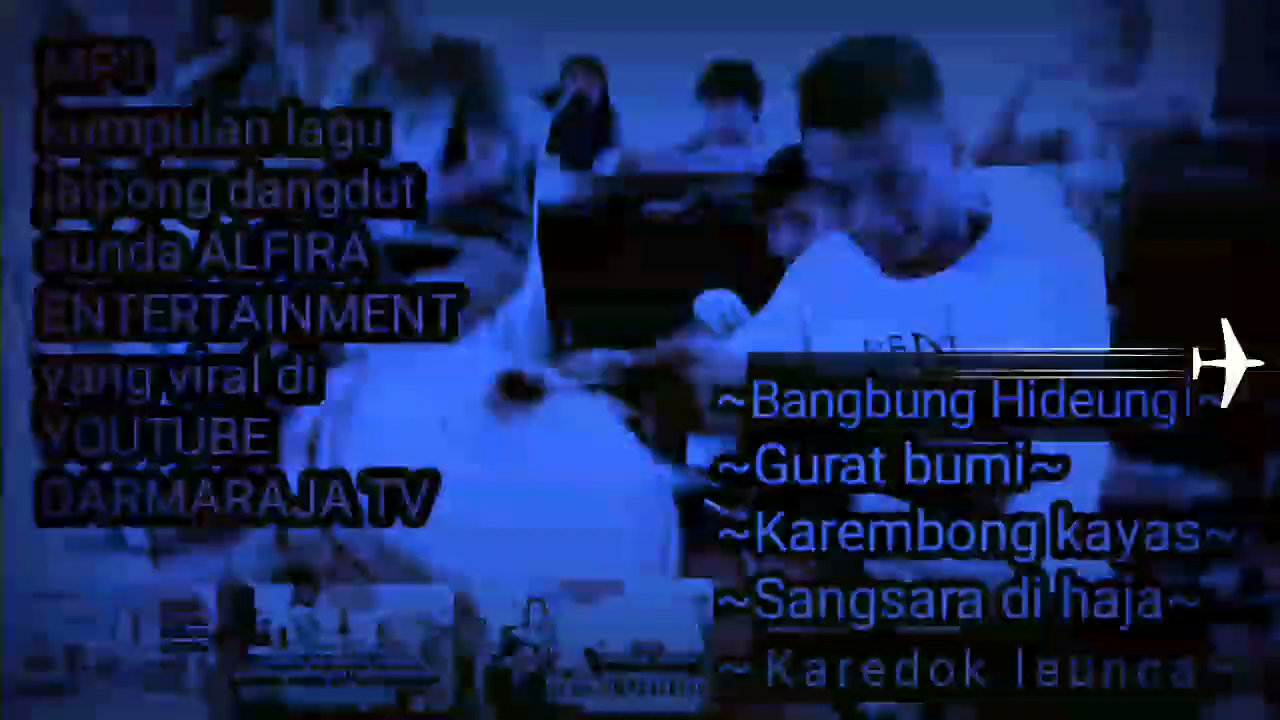 MP3
kumpulan lagu
jaipong dangdut
sunda ALFIRA
ENTERTAINMENT
yang viral di
YOUTUBE
DARMARAJA TV
~Bangbung Hideung~
~Gurat bumi~
~Karembong kayas~
~Sangsara di haja~
~Karedok leunca~